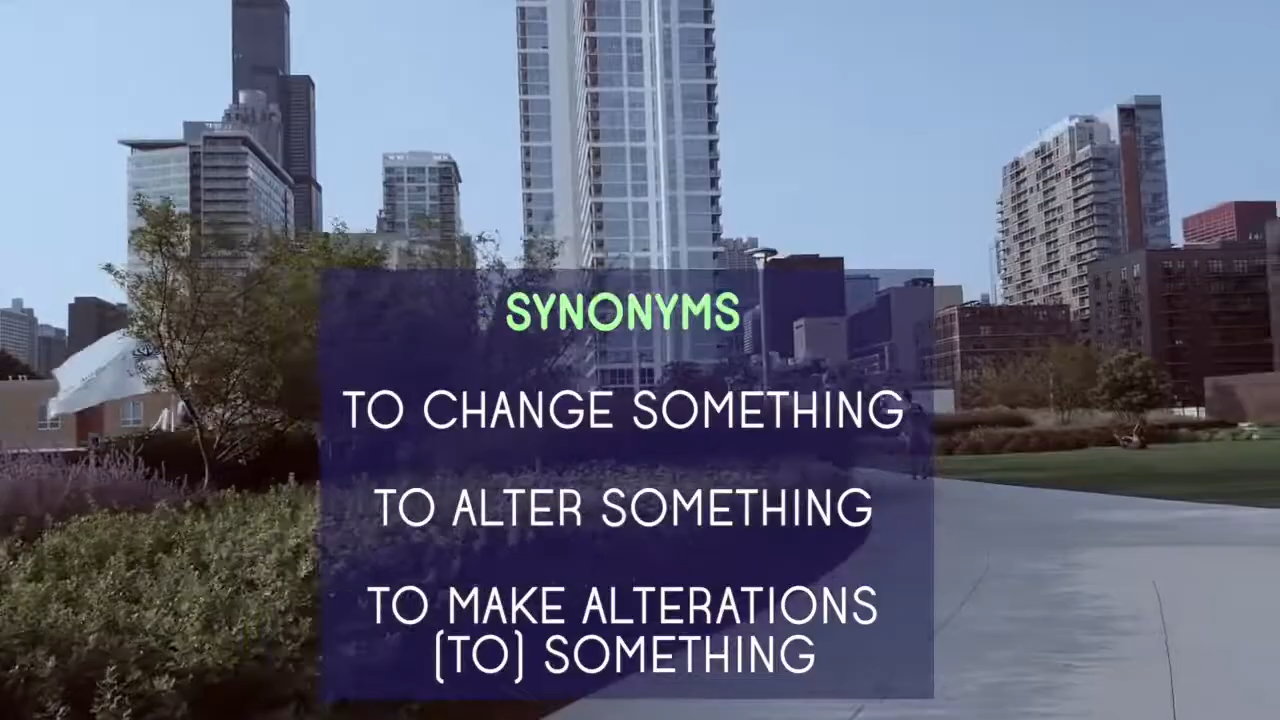 SYNONYMS
TO CHANGE SOMETHING
TO ALTER SOMETHING
TO MAKE ALTERATIONS
(TO) SOMETHING